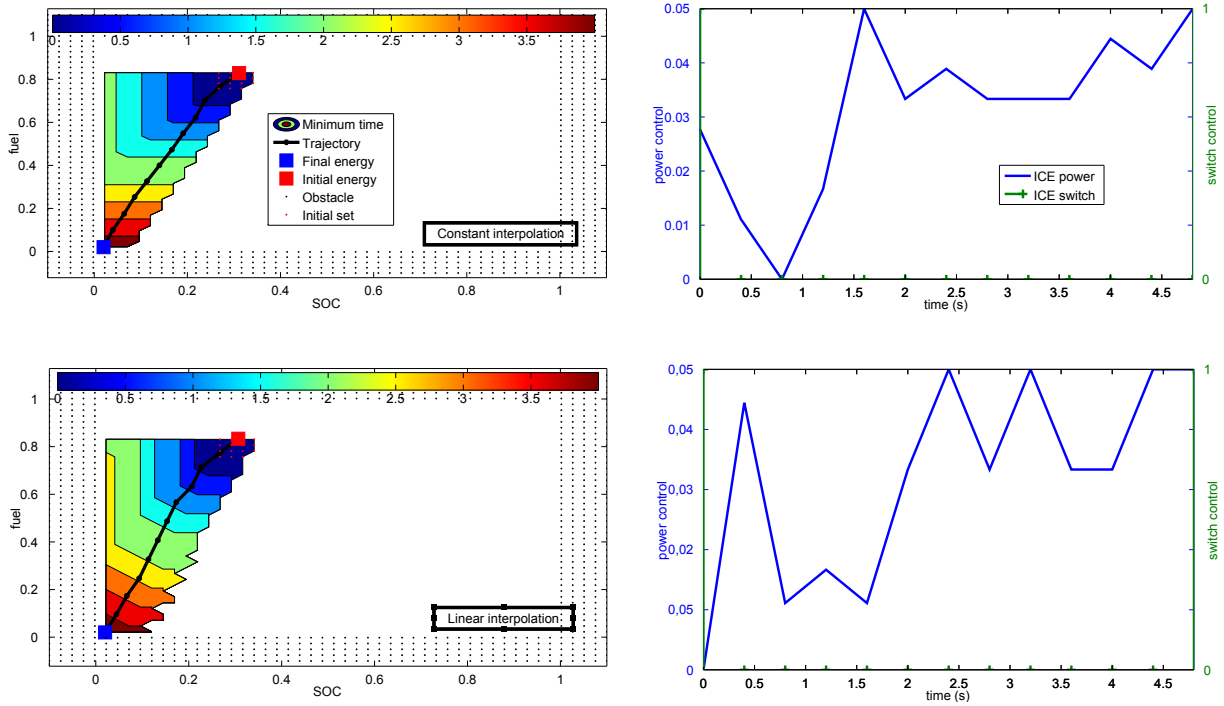 0 0.5 1 1.5 2 2.5 3 3.5
fuel
1
0.8
0.6
0.4
0.2
0
Minimum time
Trajectory
Final energy
Initial energy
Obstacle
Initial set
Constant interpolation
0 0.2 0.4 0.6 0.8 1
SOC
power control
0.05
0.04
0.03
0.02
0.01
0
ICE power
ICE switch
1
0
switch control
0 0.5 1 1.5 2 2.5 3 3.5 4 4.5
time (s)
0 0.5 1 1.5 2 2.5 3 3.5
fuel
1
0.8
0.6
0.4
0.2
0
Linear interpolation
0 0.2 0.4 0.6 0.8 1
SOC
power control
0,05
0,04
0,03
0,02
0,05
0
1
0
switch control
0 0.5 1 1.5 2 2.5 3 3.5 4 4.5
time (s)